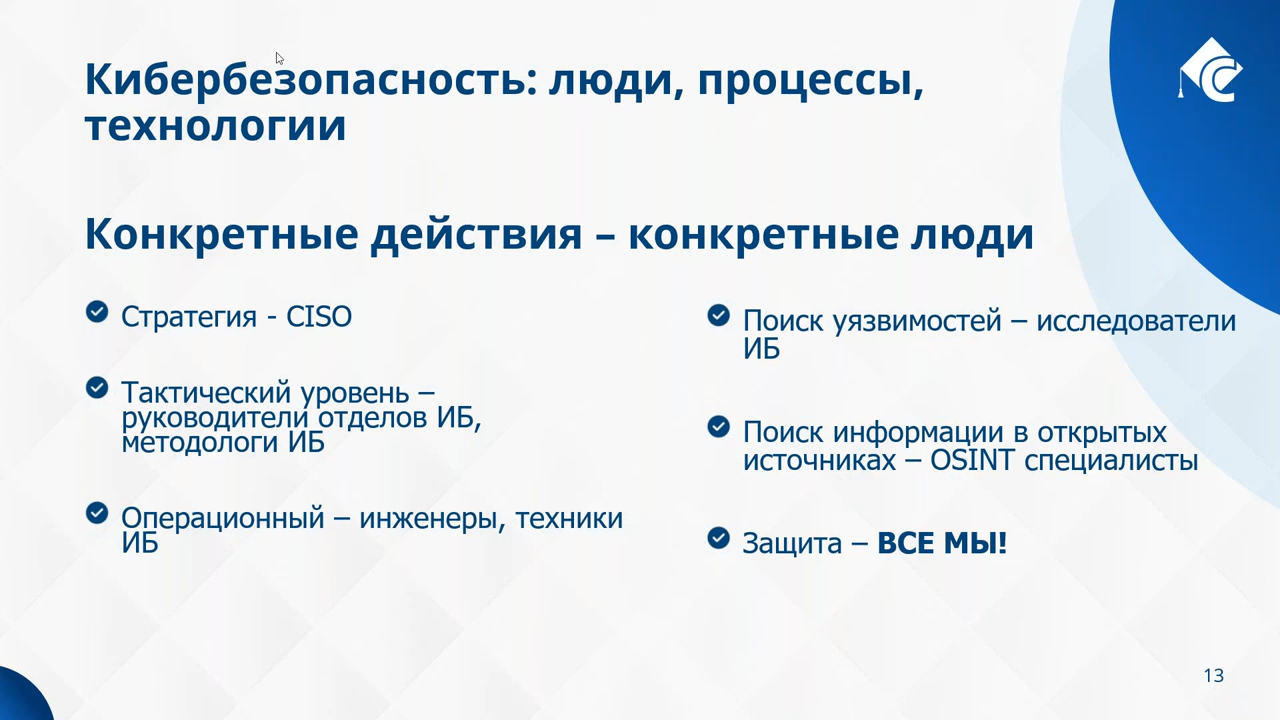 Кибербезопасность: люди, процессы,
технологии
Конкретные действия – конкретные люди
Стратегия - CISO
Тактический уровень –
руководители отделов ИБ,
методологи ИБ
Операционный – инженеры, техники
ИБ
Поиск уязвимостей – исследователи
ИБ
Поиск информации в открытых
источниках – OSINT специалисты
Защита – ВСЕ МЫ!
13